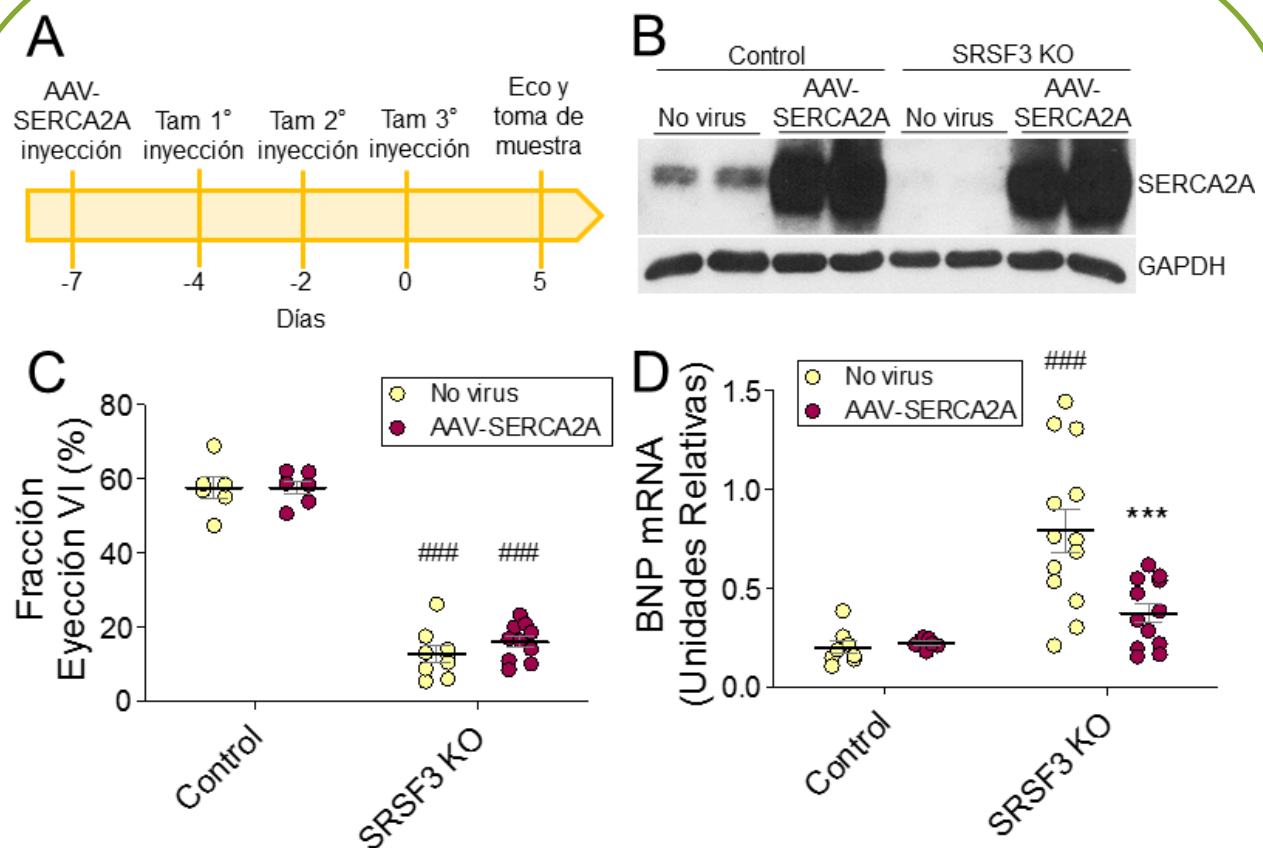 A
AAV-
SERCA2A
inyección
Tam 1°
inyección
Tam 2°
inyección
Tam 3°
inyección
Eco y
toma de
muestra
-7
-4
-2
0
5
Días
B
Control
SRSF3 KO
No virus
AAV-
SERCA2A
No virus
AAV-
SERCA2A
SERCA2A
GAPDH
C
No virus
AAV-SERCA2A
Fracción
Eyección VI (%)
80
60
40
20
0
###
###
Control
SRSF3 KO
D
No virus
AAV-SERCA2A
BNP mRNA
(Unidades Relativas)
1.5
1.0
0.5
0.0
###
***
Control
SRSF3 KO